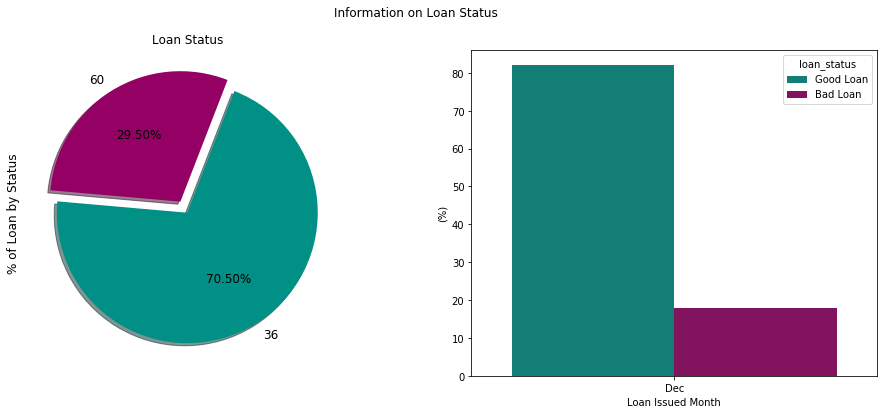 Information on Loan Status
Loan Status
% of Loan by Status
60
29.50%
70.50%
36
(%)
80
70
60
50
40
30
20
10
0
Dec
Loan Issued Month
loan_status
Good Loan
Bad Loan